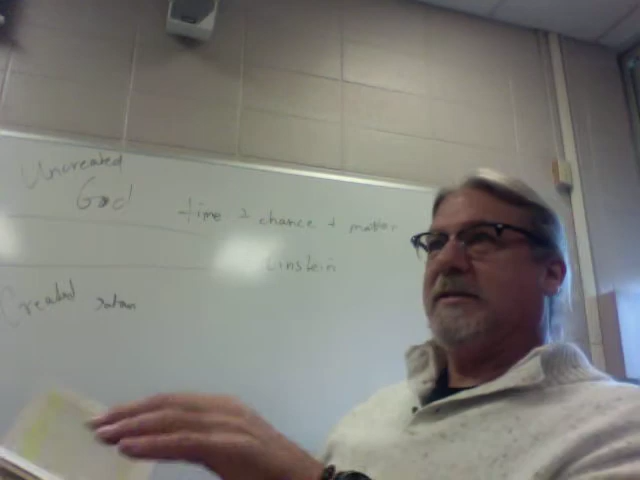 Uncreated
God
time + chance + matter
Einstein
Created Satan